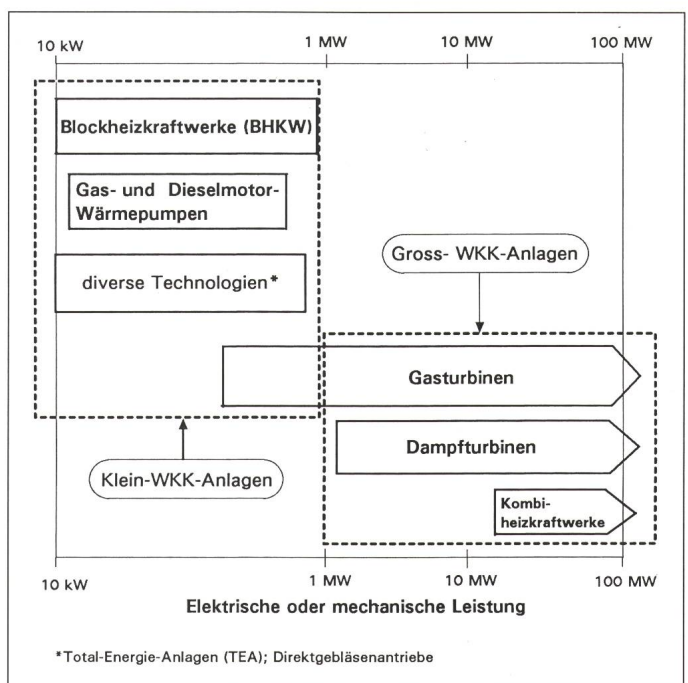 10 kW 1 MW 10 MW 100 MW
Blockheizkraftwerke (BHKW)
Gas- und Dieselmotor-
Wärmepumpen
diverse Technologien*
Gross- WKK-Anlagen
Gasturbinen
Dampfturbinen
Klein-WKK-Anlagen
Kombi-
heizkraftwerke
10 kW 1 MW 10 MW 100 MW
Elektrische oder mechanische Leistung
*Total-Energie-Anlagen (TEA); Direktgebläsenantriebe